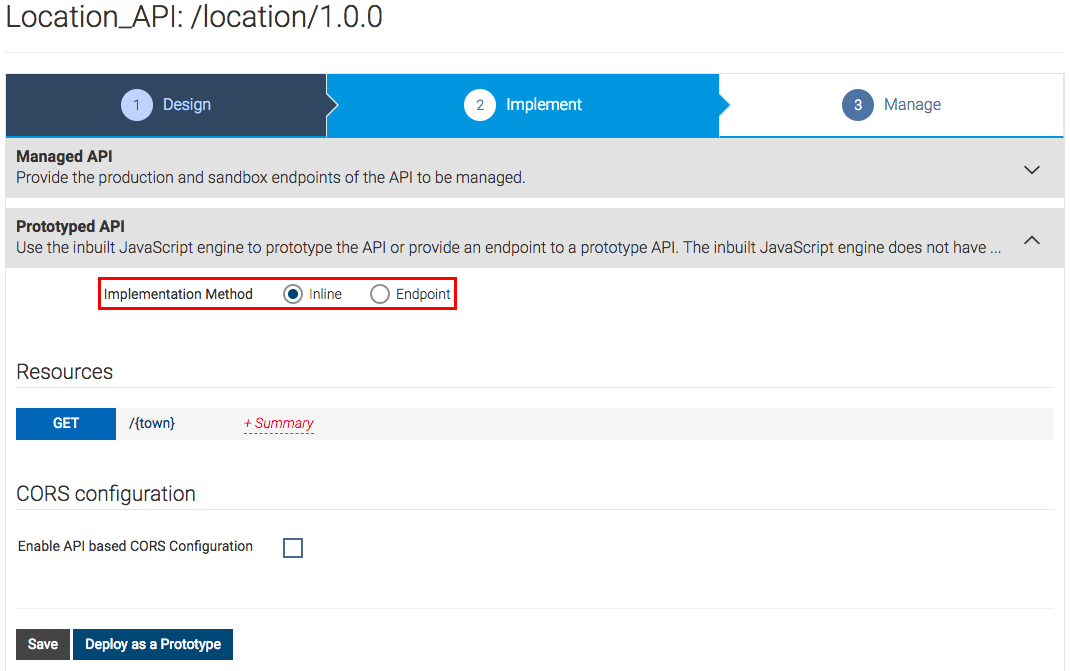 Location_API: /location/1.0.0
1 Design 2 Implement 3 Manage
Managed API
Provide the production and sandbox endpoints of the API to be managed.
Prototyped API
Use the inbuilt JavaScript engine to prototype the API or provide an endpoint to a prototype API. The inbuilt JavaScript engine does not have ...
Implementation Method Inline Endpoint
Resources
GET /{town} + Summary
CORS configuration
Enable API based CORS Configuration
Save Deploy as a Prototype